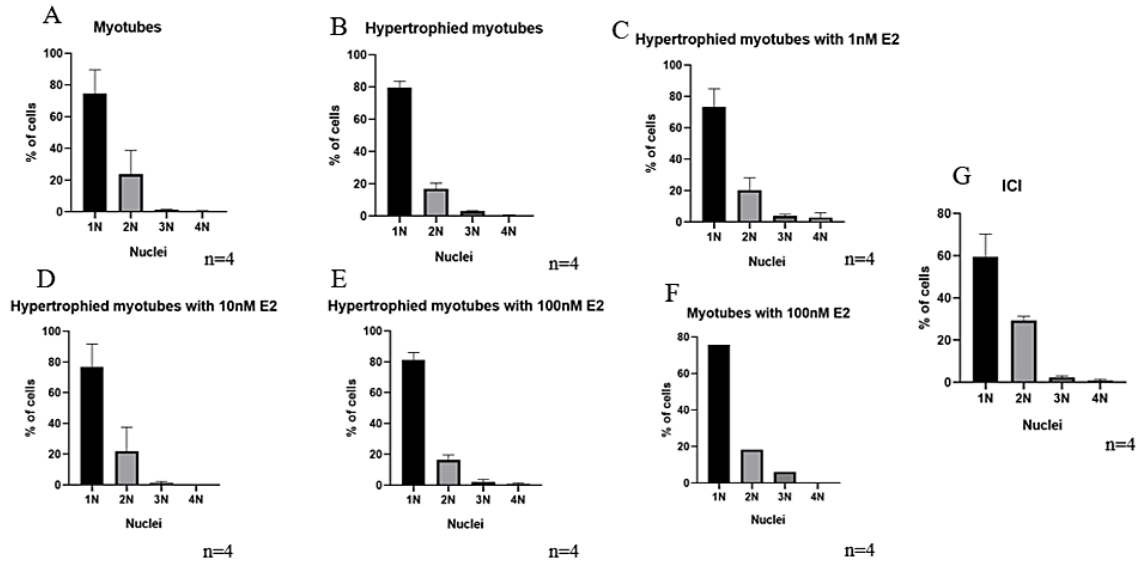 A
Myotubes
% of cells
100
80
60
40
20
0
1N 2N 3N 4N
Nuclei
n=4
B
Hypertrophied myotubes
% of cells
100
80
60
40
20
0
1N 2N 3N 4N
Nuclei
n=4
C
Hypertrophied myotubes with 1nM E2
% of cells
100
80
60
40
20
0
1N 2N 3N 4N
Nuclei
n=4
D
Hypertrophied myotubes with 10nM E2
% of cells
100
80
60
40
20
0
1N 2N 3N 4N
Nuclei
n=4
E
Hypertrophied myotubes with 100nM E2
% of cells
100
80
60
40
20
0
1N 2N 3N 4N
Nuclei
n=4
F
Myotubes with 100nM E2
% of cells
80
60
40
20
0
1N 2N 3N 4N
Nuclei
n=4
G
ICI
% of cells
80
60
40
20
0
1N 2N 3N 4N
Nuclei
n=4